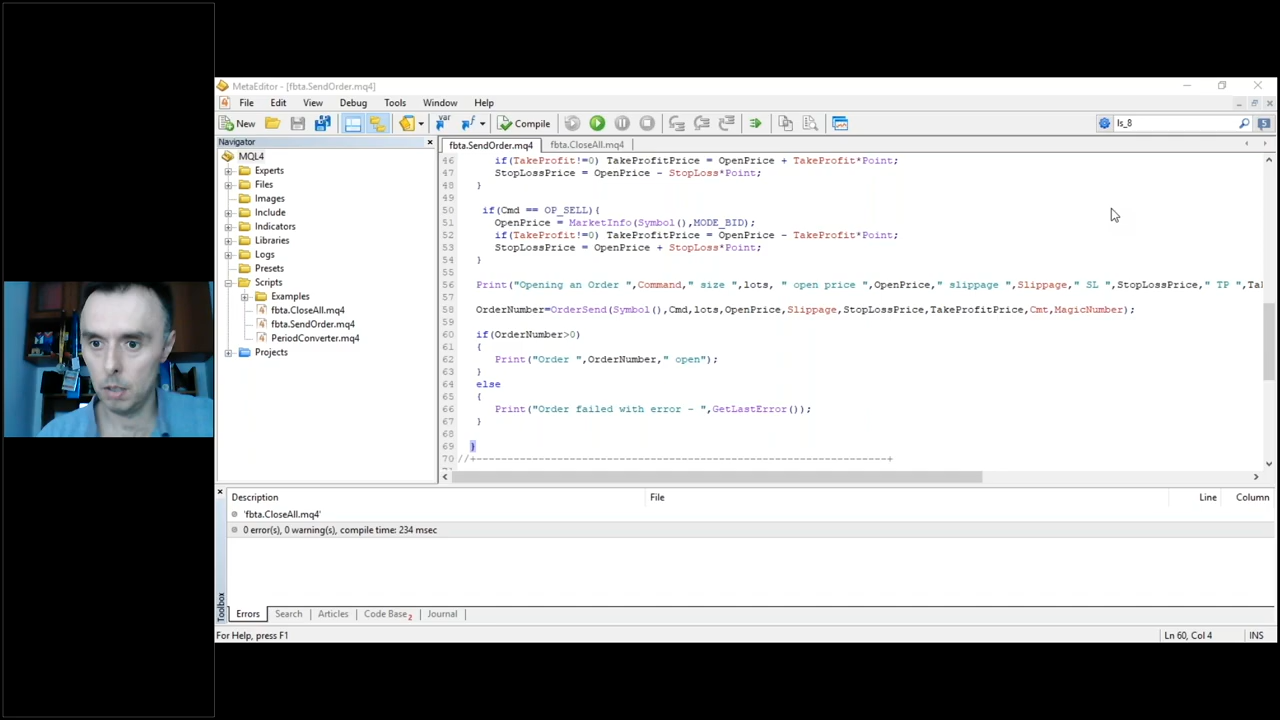 MetaEditor - [fbta.SendOrder.mq4]
File Edit View Debug Tools Window Help
New Compile ls_8
Navigator
MQL4
Experts
Files
Images
Include
Indicators
Libraries
Logs
Presets
Scripts
Examples
fbta.CloseAll.mq4
fbta.SendOrder.mq4
PeriodConverter.mq4
Projects
fbta.SendOrder.mq4 fbta.CloseAll.mq4
46 if(TakeProfit!=0) TakeProfitPrice = OpenPrice + TakeProfit*Point;
47 StopLossPrice = OpenPrice - StopLoss*Point;
48 }
49
50 if(Cmd == OP_SELL){
51 OpenPrice = MarketInfo(Symbol(),MODE_BID);
52 if(TakeProfit!=0) TakeProfitPrice = OpenPrice - TakeProfit*Point;
53 StopLossPrice = OpenPrice + StopLoss*Point;
54 }
55
56 Print("Opening an Order ",Command," size ",lots, " open price ",OpenPrice," slippage ",Slippage," SL ",StopLossPrice," TP ",Tal
57
58 OrderNumber=OrderSend(Symbol(),Cmd,lots,OpenPrice,Slippage,StopLossPrice,TakeProfitPrice,Cmt,MagicNumber);
59
60 if(OrderNumber>0)
61 {
62 Print("Order ",OrderNumber," open");
63 }
64 else
65 {
66 Print("Order failed with error - ",GetLastError());
67 }
68
69 }
70 //+------------------------------------------------------------------+
Description File Line Column
'fbta.CloseAll.mq4'
0 error(s), 0 warning(s), compile time: 234 msec
Toolbox
Errors Search Articles Code Base 2 Journal
For Help, press F1 Ln 60, Col 4 INS